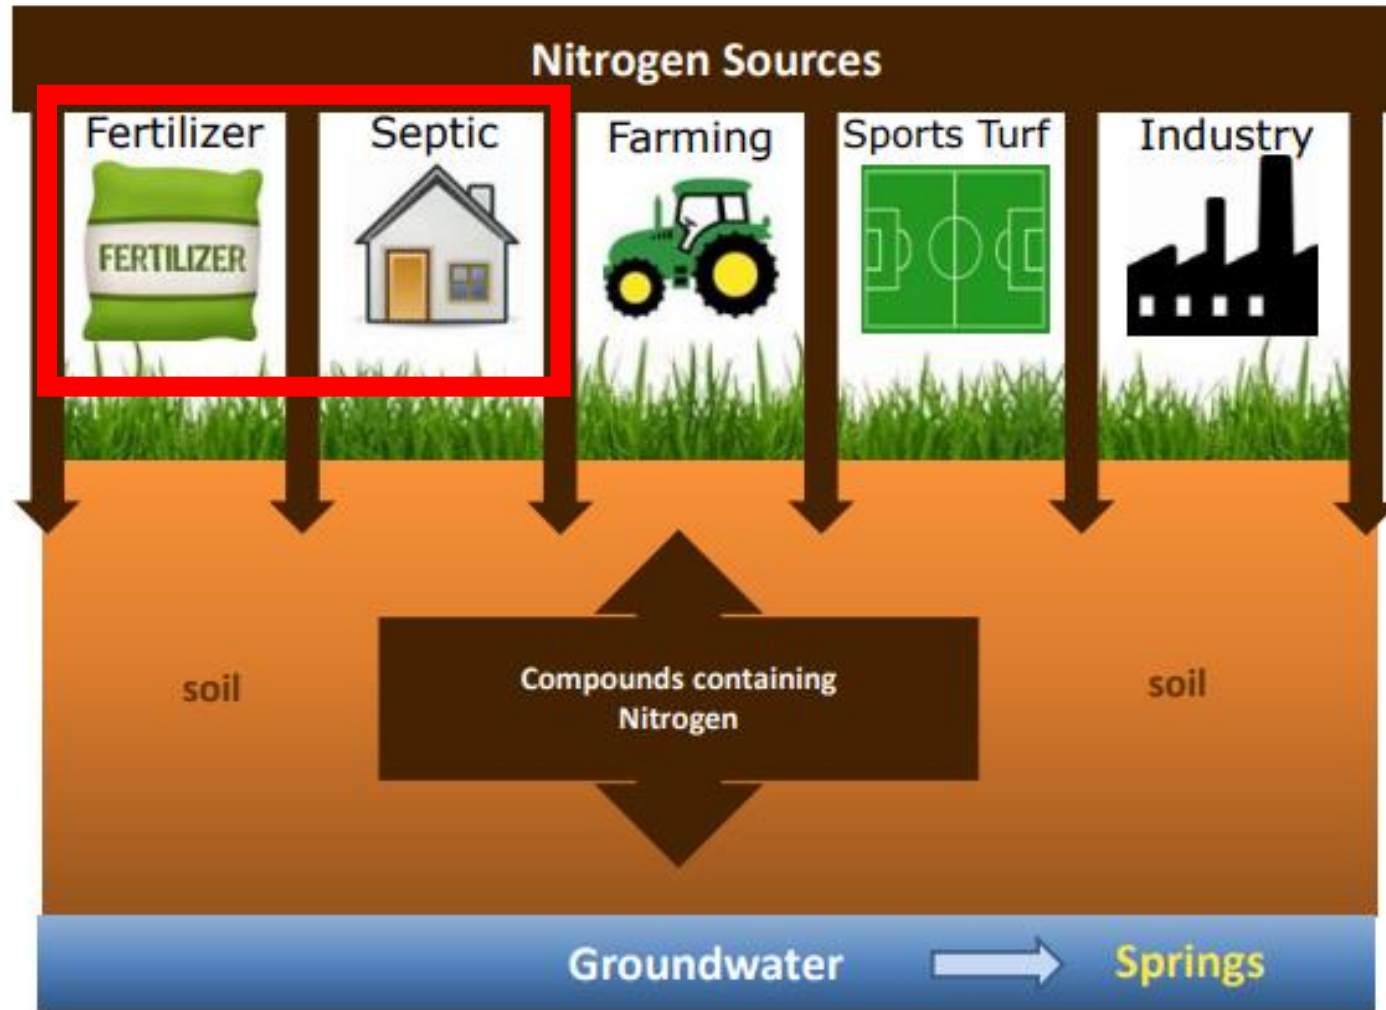 Nitrogen Sources
Fertilizer
Septic
Farming
Sports Turf
Industry
FERTILIZER
soil
Compounds containing
Nitrogen
soil
Groundwater
Springs